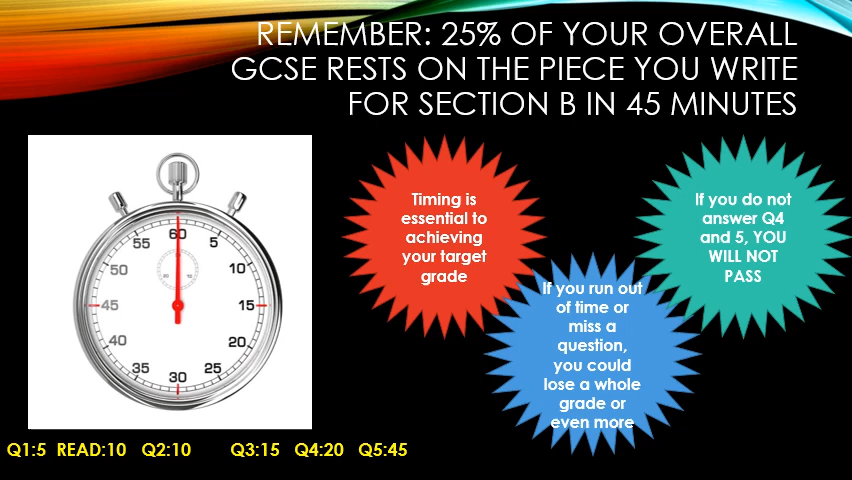 REMEMBER: 25% OF YOUR OVERALL
GCSE RESTS ON THE PIECE YOU WRITE
FOR SECTION B IN 45 MINUTES
60
5
10
15
20
25
30
35
40
45
50
55
Timing is
essential to
achieving
your target
grade
If you run out
of time or
miss a
question,
you could
lose a whole
grade or
even more
If you do not
answer Q4
and 5, YOU
WILL NOT
PASS
Q1:5 READ:10 Q2:10 Q3:15 Q4:20 Q5:45